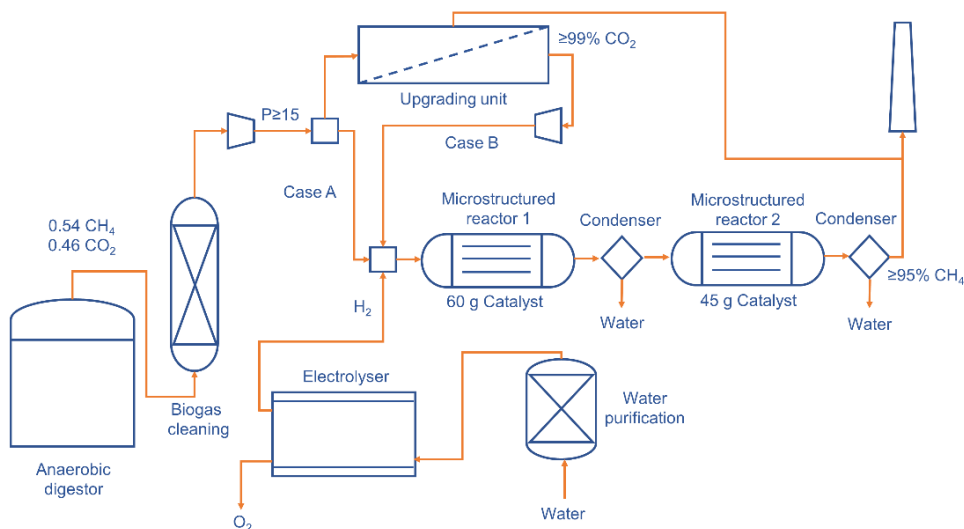 ≥99% CO₂
Upgrading unit
P≥15
Case B
Case A
0.54 CH₄
0.46 CO₂
Microstructured
reactor 1
Condenser
Microstructured
reactor 2
Condenser
≥95% CH₄
60 g Catalyst
45 g Catalyst
Water
Water
H₂
Electrolyser
Biogas
cleaning
Water
purification
Anaerobic
digestor
O₂
Water